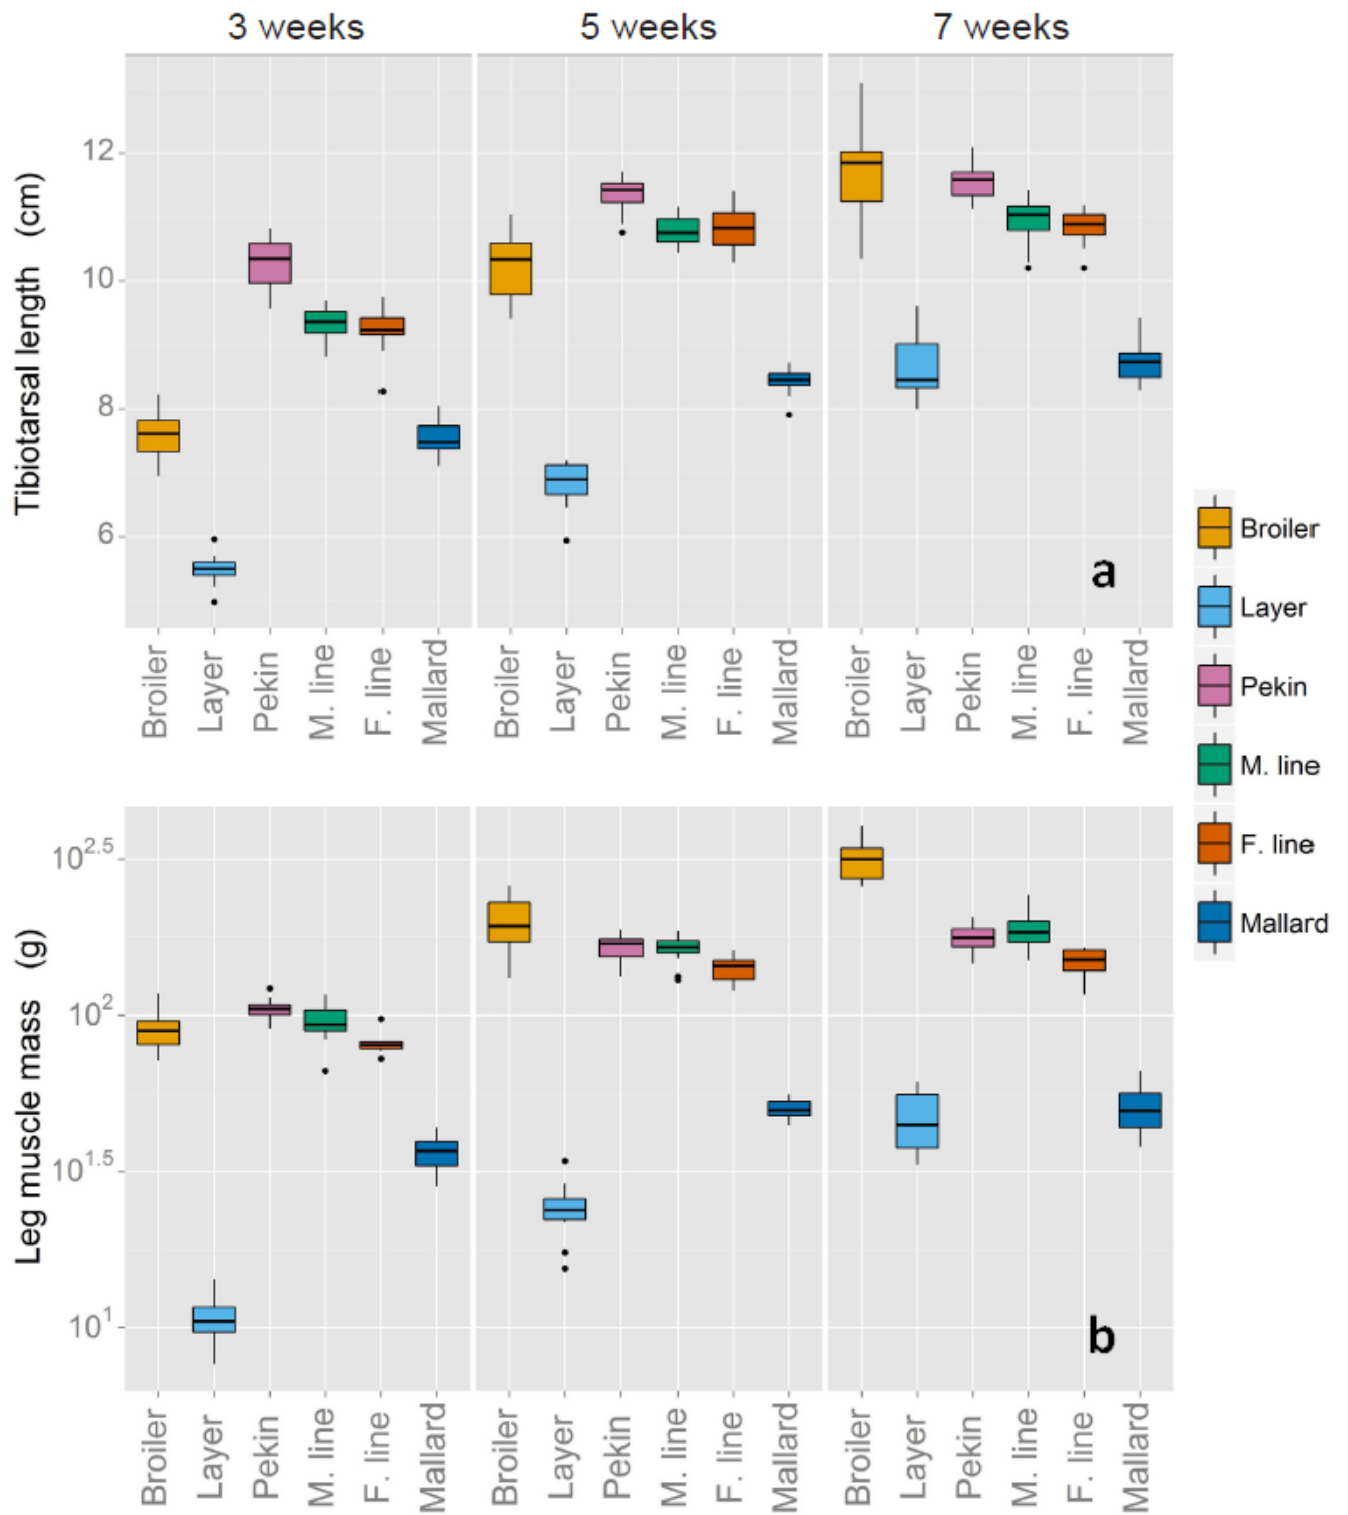 3 weeks 5 weeks 7 weeks
Tibiotarsal length (cm)
12
10
8
6
a
Broiler Layer Pekin M. line F. line Mallard Broiler Layer Pekin M. line F. line Mallard Broiler Layer Pekin M. line F. line Mallard
Broiler
Layer
Pekin
M. line
F. line
Mallard
Leg muscle mass (g)
10^2.5
10^2
10^1.5
10^1
b
Broiler Layer Pekin M. line F. line Mallard Broiler Layer Pekin M. line F. line Mallard Broiler Layer Pekin M. line F. line Mallard